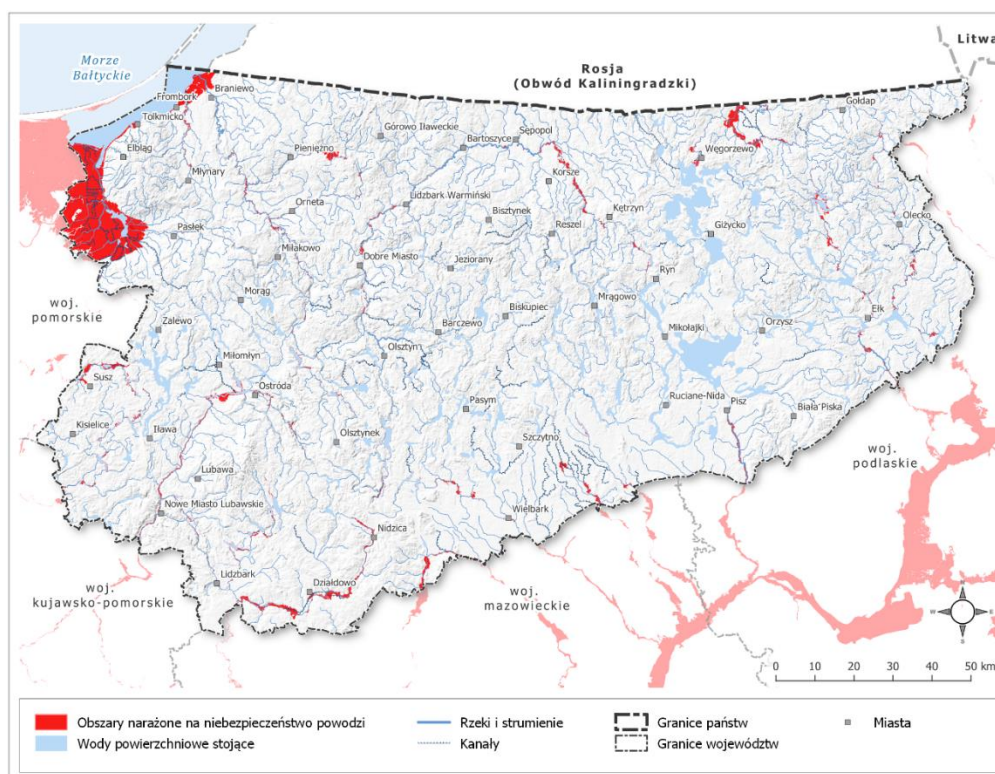 Morze
Bałtyckie
Litwa
Rosja
(Obwód Kaliningradzki)
Frombork
Braniewo
Tolkmicko
Elbląg
Młynary
Pasłęk
Pieniężno
Orneta
Miłakowo
Górowo Iławeckie
Bartoszyce
Sępopol
Korsze
Lidzbark Warmiński
Bisztynek
Reszel
Kętrzyn
Węgorzewo
Gołdap
Giżycko
Olecko
Dobre Miasto
Jeziorany
Ryn
woj.
pomorskie
Morąg
Zalewo
Miłomłyn
Barczewo
Biskupiec
Mrągowo
Mikołajki
Orzysz
Ełk
Olsztyn
Susz
Ostróda
Pasym
Ruciane-Nida
Pisz
Biała Piska
Kisielice
Iława
Olsztynek
Szczytno
Lubawa
woj.
podlaskie
Nowe Miasto Lubawskie
Nidzica
Wielbark
Lidzbark
Działdowo
woj.
kujawsko-pomorskie
woj.
mazowieckie
N
W
E
S
0 10 20 30 40 50 km
Obszary narażone na niebezpieczeństwo powodzi
Wody powierzchniowe stojące
Rzeki i strumienie
Kanały
Granice państw
Granice województw
Miasta